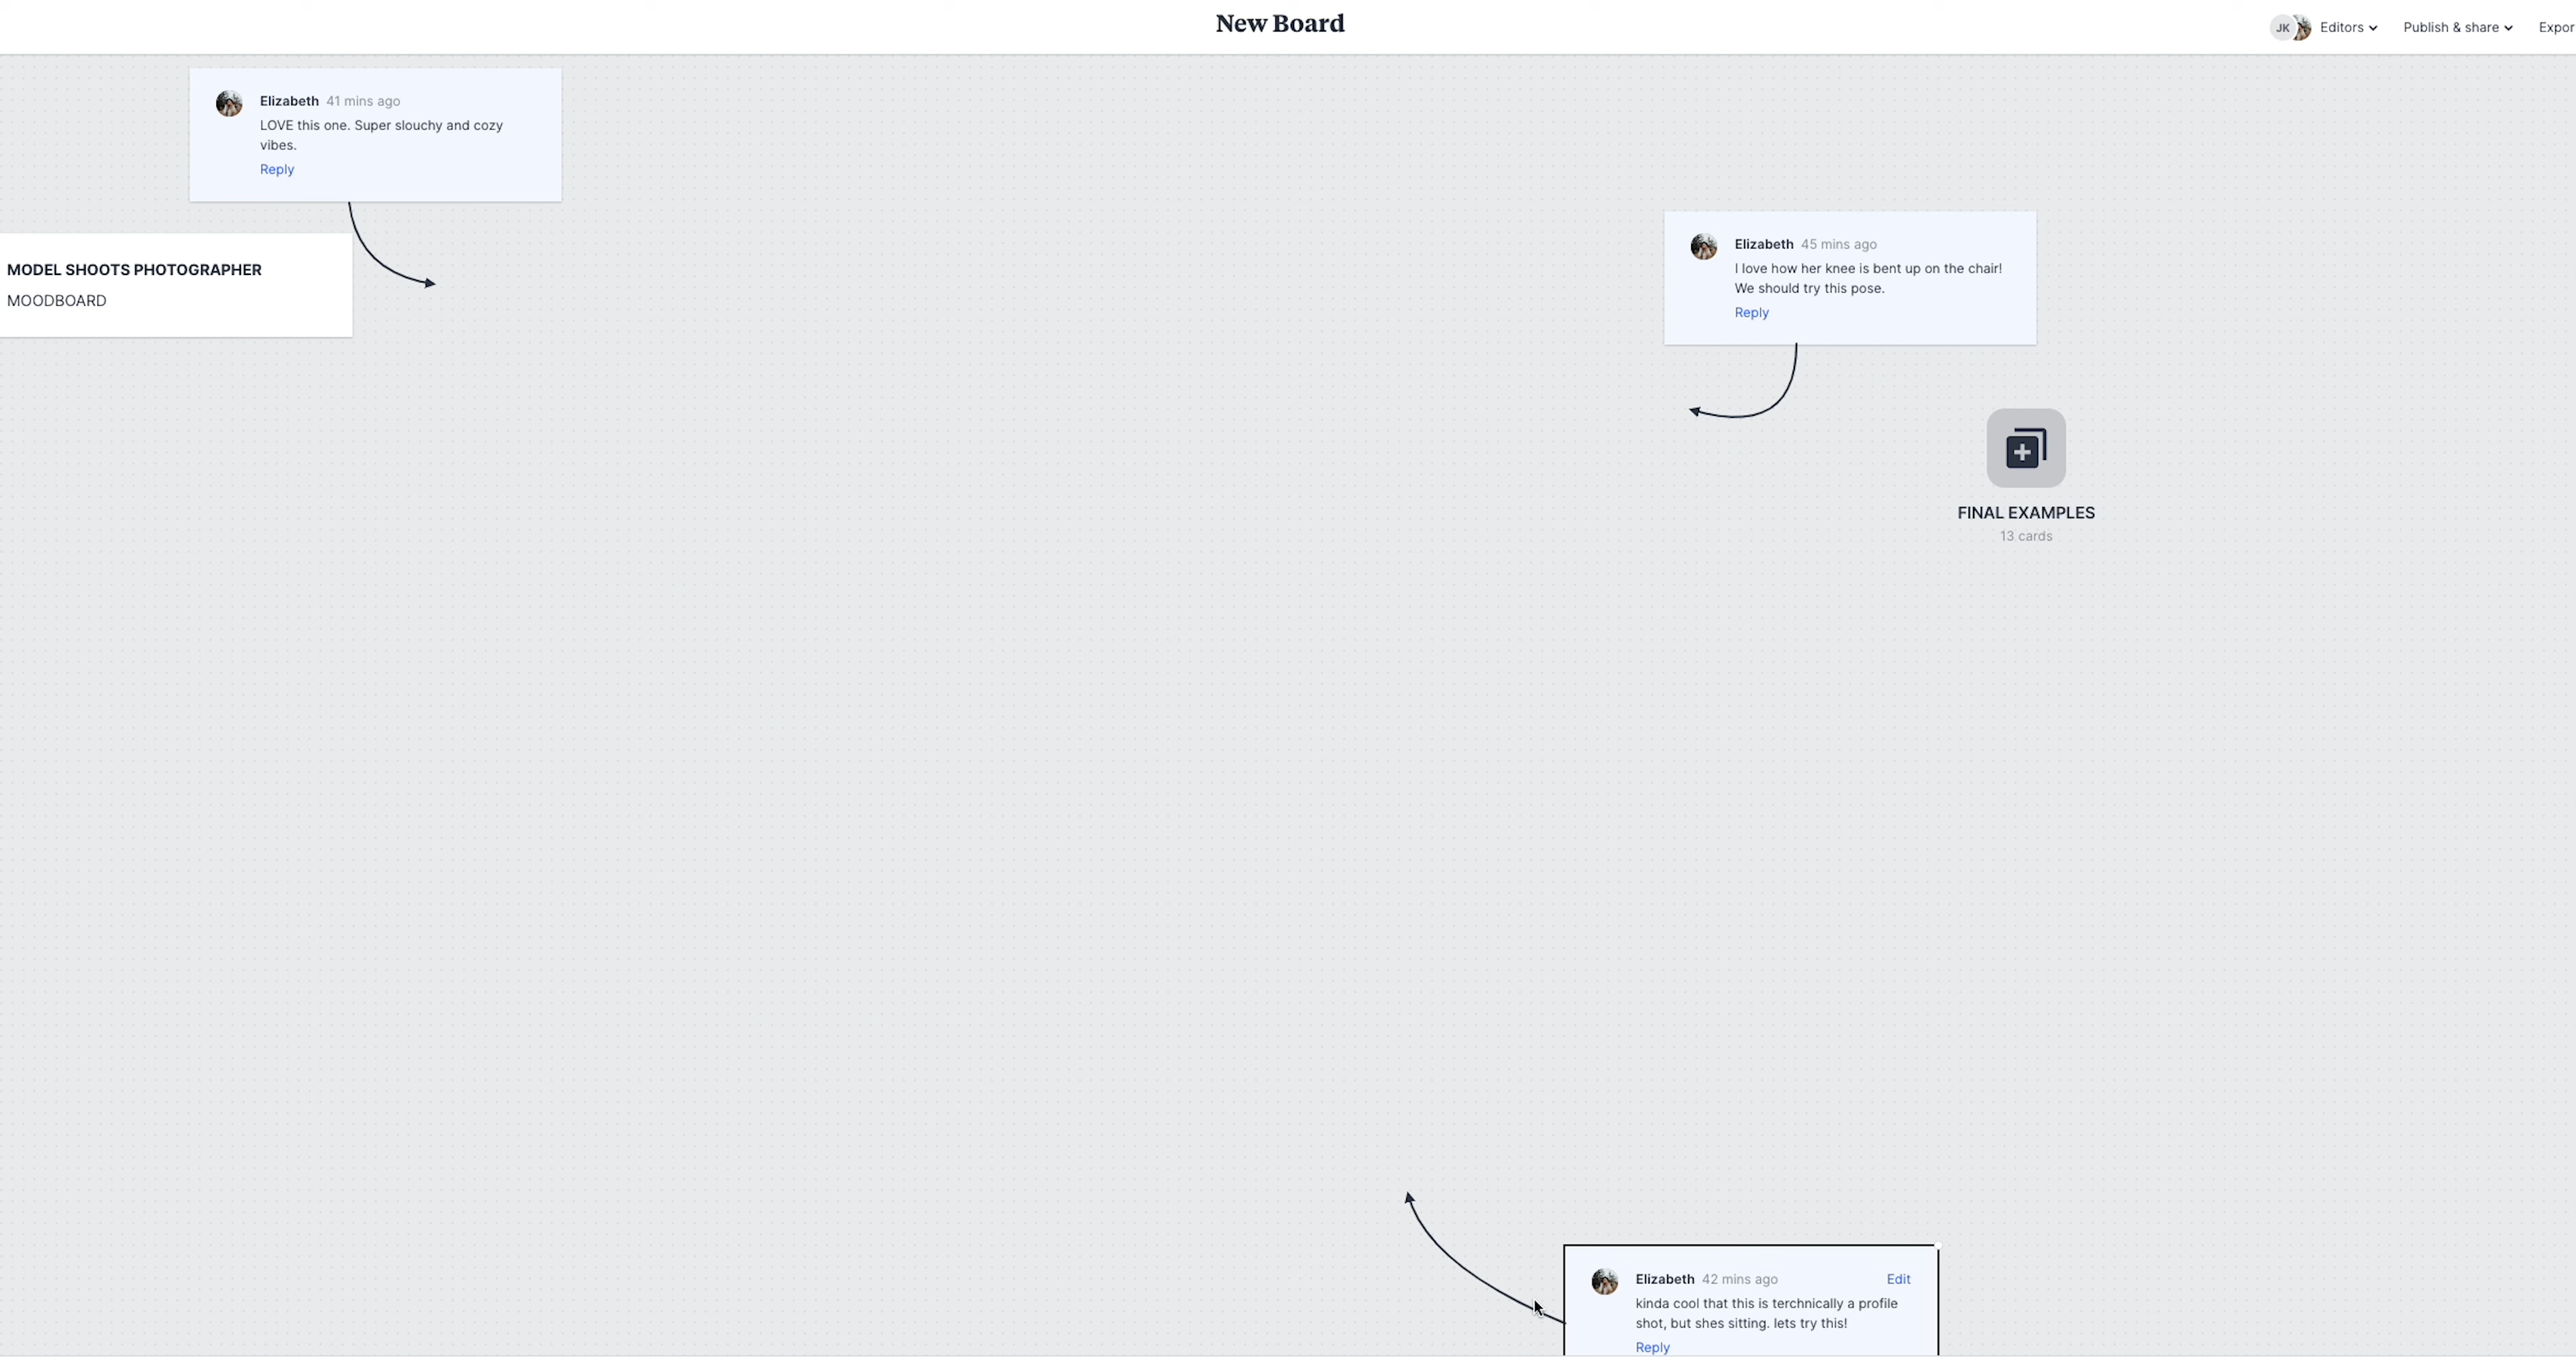 New Board
JK Editors Publish & share Expor
Elizabeth 41 mins ago
LOVE this one. Super slouchy and cozy
vibes.
Reply
MODEL SHOOTS PHOTOGRAPHER
MOODBOARD
Elizabeth 45 mins ago
I love how her knee is bent up on the chair!
We should try this pose.
Reply
FINAL EXAMPLES
13 cards
Elizabeth 42 mins ago Edit
kinda cool that this is terchnically a profile
shot, but shes sitting. lets try this!
Reply